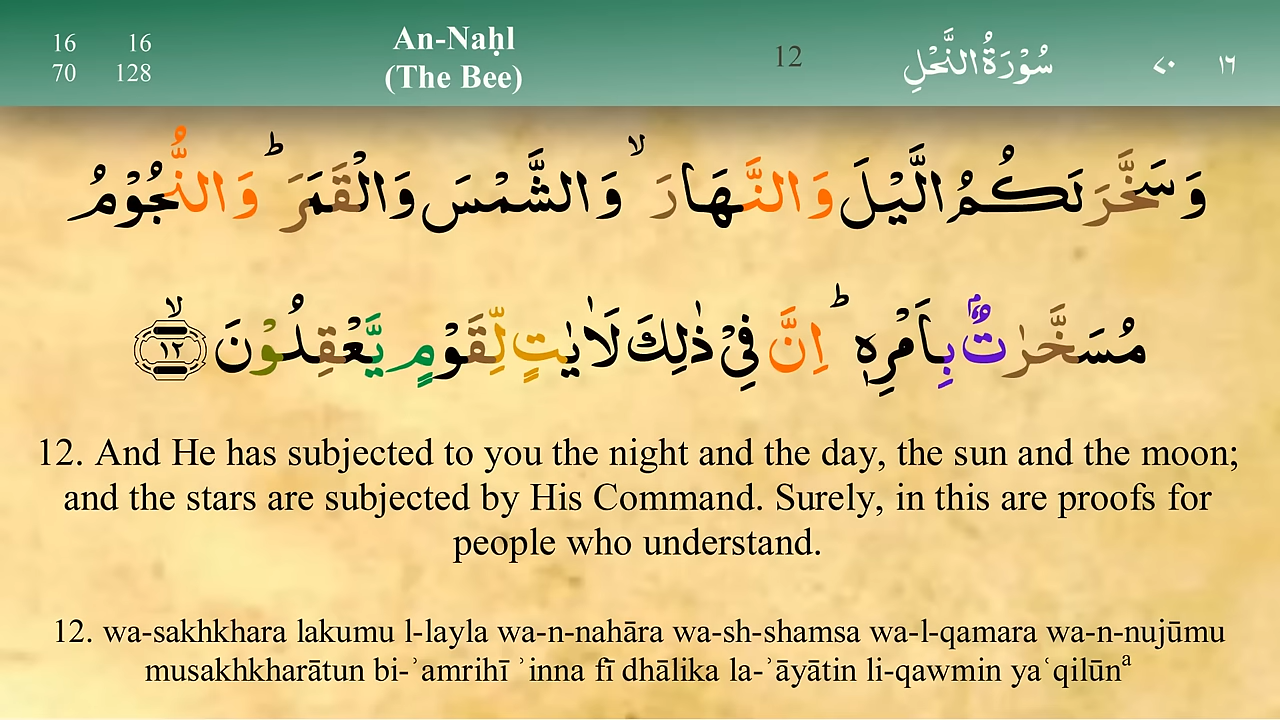 16 16
70 128
An-Naḥl
(The Bee)
12
سُوْرَةُ النَّحْلِ
٧٠ ١٦
وَسَخَّرَ لَكُمُ الَّيْلَ وَالنَّهَارَ ۙ وَالشَّمْسَ وَالْقَمَرَ ؕ وَالنُّجُوْمُ
مُسَخَّرٰتٌۢ بِاَمْرِهٖ ؕ اِنَّ فِىْ ذٰلِكَ لَاٰيٰتٍ لِّقَوْمٍ يَّعْقِلُوْنَ ۙ ١٢
12. And He has subjected to you the night and the day, the sun and the moon;
and the stars are subjected by His Command. Surely, in this are proofs for
people who understand.
12. wa-sakhkhara lakumu l-layla wa-n-nahāra wa-sh-shamsa wa-l-qamara wa-n-nujūmu
musakhkharātun bi-ʾamrihī ʾinna fī dhālika la-ʾāyātin li-qawmin yaʿqilūnᵃ